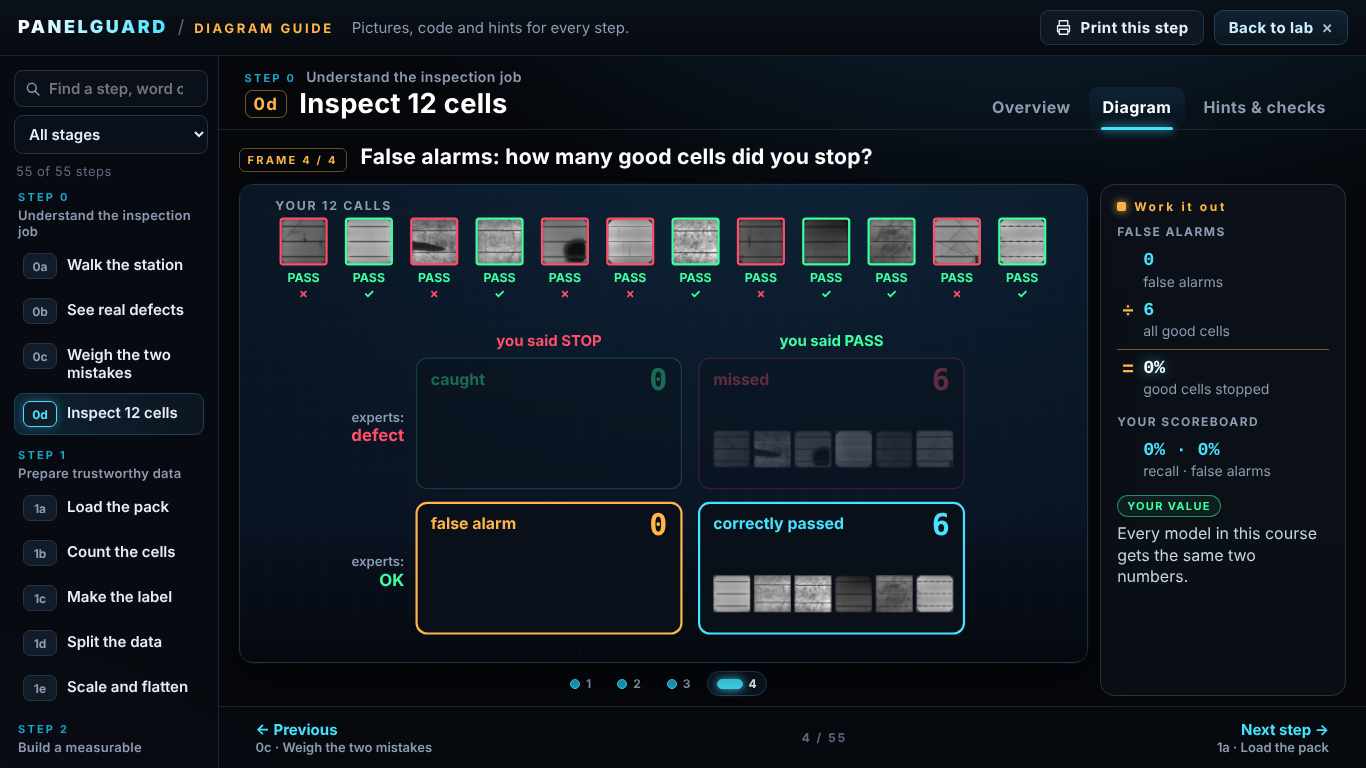 PANELGUARD / DIAGRAM GUIDE Pictures, code and hints for every step.
Print this step
Back to lab ×
Find a step, word c
All stages
55 of 55 steps
STEP 0
Understand the inspection job
0a Walk the station
0b See real defects
0c Weigh the two mistakes
0d Inspect 12 cells
STEP 1
Prepare trustworthy data
1a Load the pack
1b Count the cells
1c Make the label
1d Split the data
1e Scale and flatten
STEP 2
Build a measurable
STEP 0 Understand the inspection job
0d Inspect 12 cells
Overview
Diagram
Hints & checks
FRAME 4 / 4 False alarms: how many good cells did you stop?
YOUR 12 CALLS
PASS PASS PASS PASS PASS PASS PASS PASS PASS PASS PASS PASS
× ✓ × ✓ × × ✓ × ✓ ✓ × ✓
you said STOP you said PASS
caught 0 missed 6
experts:
defect
false alarm 0 correctly passed 6
experts:
OK
1 2 3 4
Work it out
FALSE ALARMS
0
false alarms
÷ 6
all good cells
= 0%
good cells stopped
YOUR SCOREBOARD
0% · 0%
recall · false alarms
YOUR VALUE
Every model in this course
gets the same two
numbers.
← Previous
0c · Weigh the two mistakes
4 / 55
Next step →
1a · Load the pack